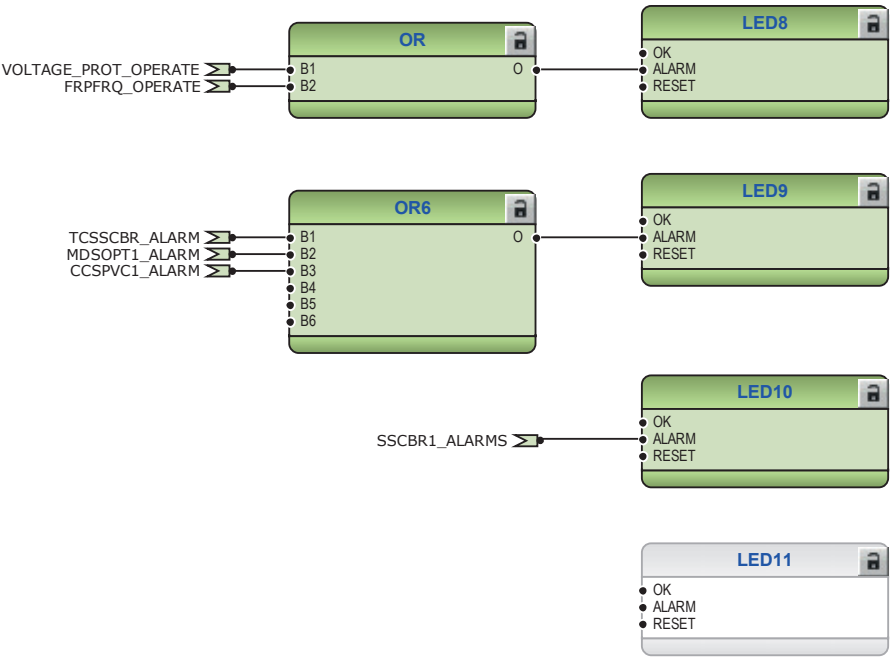 OR
LED8
VOLTAGE_PROT_OPERATE
FRPFRQ_OPERATE
B1
B2
O
OK
ALARM
RESET
OR6
LED9
TCSSCBR_ALARM
MDSOPT1_ALARM
CCSPVC1_ALARM
B1
B2
B3
B4
B5
B6
O
OK
ALARM
RESET
LED10
SSCBR1_ALARMS
OK
ALARM
RESET
LED11
OK
ALARM
RESET